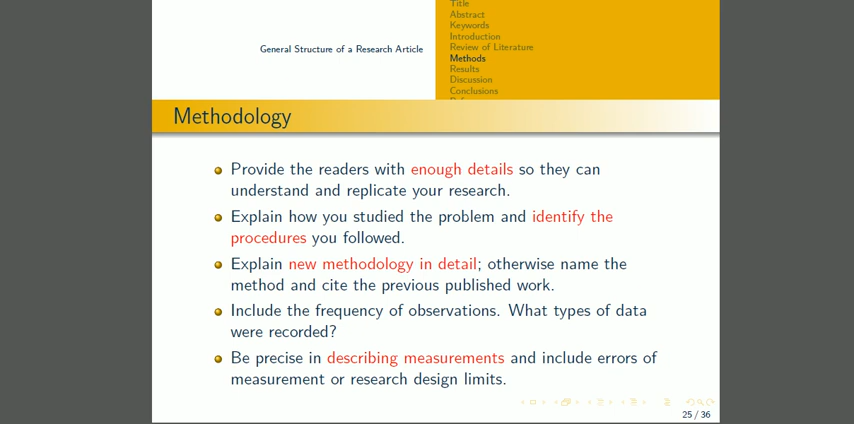 General Structure of a Research Article
Title
Abstract
Keywords
Introduction
Review of Literature
Methods
Results
Discussion
Conclusions
Methodology
Provide the readers with enough details so they can
understand and replicate your research.
Explain how you studied the problem and identify the
procedures you followed.
Explain new methodology in detail; otherwise name the
method and cite the previous published work.
Include the frequency of observations. What types of data
were recorded?
Be precise in describing measurements and include errors of
measurement or research design limits.
25 / 36